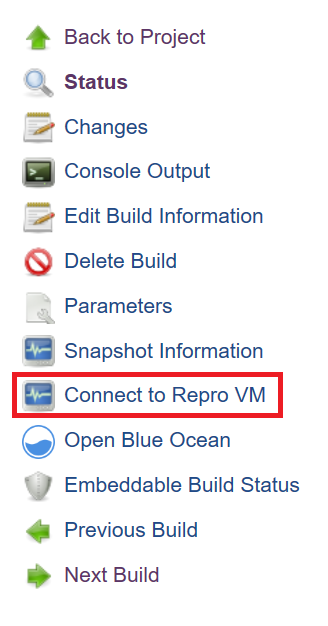 Back to Project
Status
Changes
Console Output
Edit Build Information
Delete Build
Parameters
Snapshot Information
Connect to Repro VM
Open Blue Ocean
Embeddable Build Status
Previous Build
Next Build